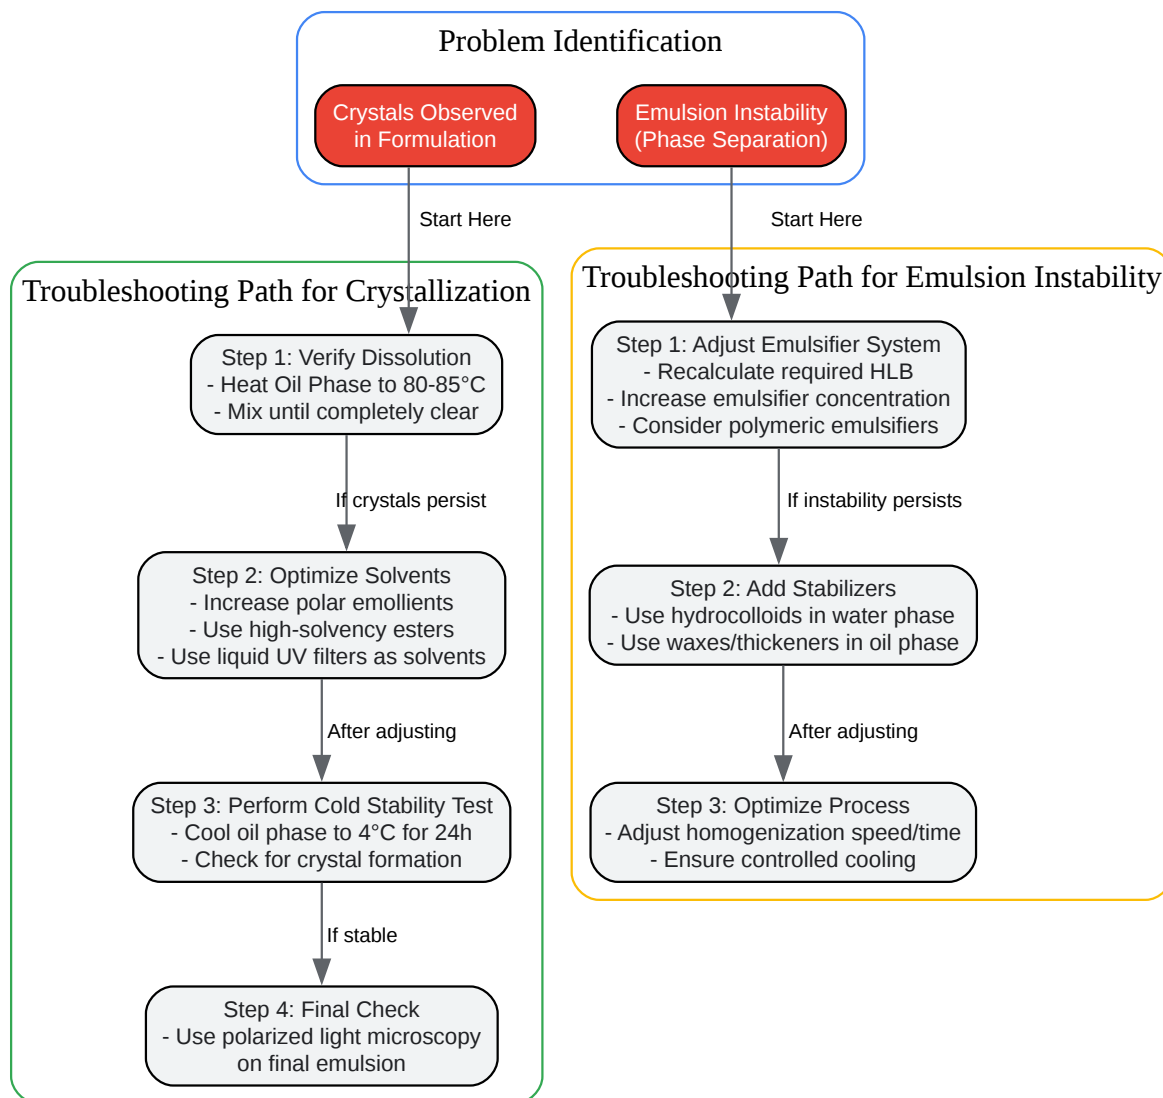 Problem Identification
Crystals Observed
in Formulation
Emulsion Instability
(Phase Separation)
Start Here
Start Here
Troubleshooting Path for Crystallization
Step 1: Verify Dissolution
- Heat Oil Phase to 80-85°C
- Mix until completely clear
If crystals persist
Step 2: Optimize Solvents
- Increase polar emollients
- Use high-solvency esters
- Use liquid UV filters as solvents
After adjusting
Step 3: Perform Cold Stability Test
- Cool oil phase to 4°C for 24h
- Check for crystal formation
If stable
Step 4: Final Check
- Use polarized light microscopy
on final emulsion
Troubleshooting Path for Emulsion Instability
Step 1: Adjust Emulsifier System
- Recalculate required HLB
- Increase emulsifier concentration
- Consider polymeric emulsifiers
If instability persists
Step 2: Add Stabilizers
- Use hydrocolloids in water phase
- Use waxes/thickeners in oil phase
After adjusting
Step 3: Optimize Process
- Adjust homogenization speed/time
- Ensure controlled cooling